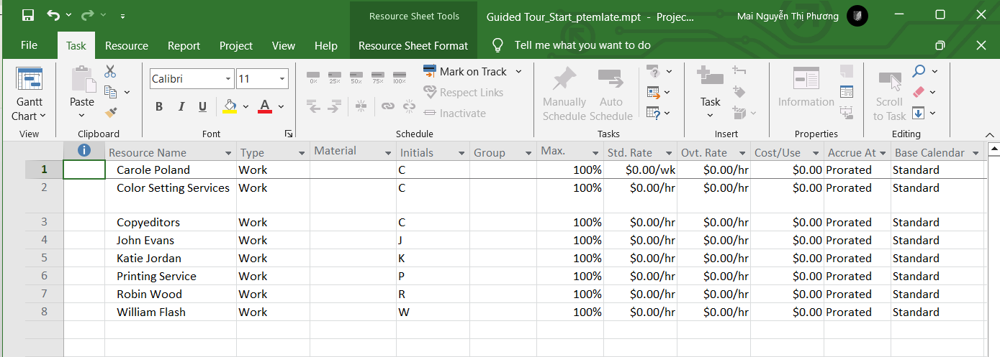 Resource Sheet Tools
Guided Tour_Start_ptemlate.mpt - Projec...
Mai Nguyễn Thị Phương
File Task Resource Report Project View Help Resource Sheet Format Tell me what you want to do
Gantt Chart
View
Paste
Clipboard
Calibri 11
B I U A
Font
0% 25% 50% 75% 100%
Mark on Track
Respect Links
Inactivate
Schedule
Manually Schedule
Auto Schedule
Tasks
Task
Insert
Information
Properties
Scroll to Task
Editing
Resource Name Type Material Initials Group Max. Std. Rate Ovt. Rate Cost/Use Accrue At Base Calendar
1 Carole Poland Work C 100% $0.00/wk $0.00/hr $0.00 Prorated Standard
2 Color Setting Services Work C 100% $0.00/hr $0.00/hr $0.00 Prorated Standard
3 Copyeditors Work C 100% $0.00/hr $0.00/hr $0.00 Prorated Standard
4 John Evans Work J 100% $0.00/hr $0.00/hr $0.00 Prorated Standard
5 Katie Jordan Work K 100% $0.00/hr $0.00/hr $0.00 Prorated Standard
6 Printing Service Work P 100% $0.00/hr $0.00/hr $0.00 Prorated Standard
7 Robin Wood Work R 100% $0.00/hr $0.00/hr $0.00 Prorated Standard
8 William Flash Work W 100% $0.00/hr $0.00/hr $0.00 Prorated Standard